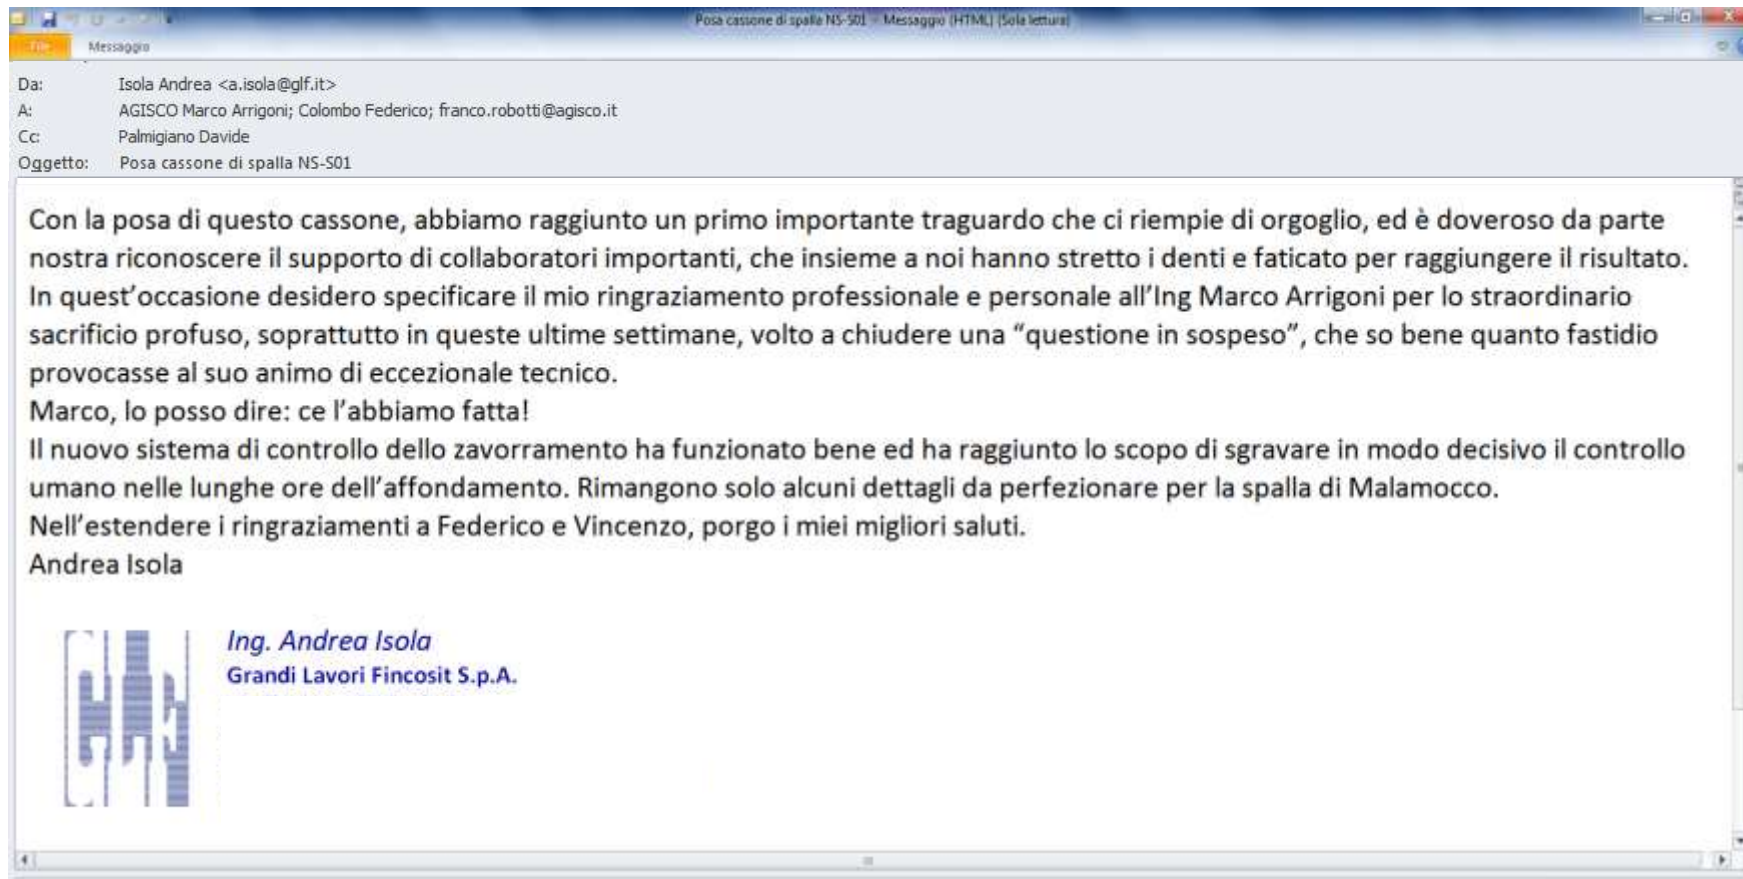 Posa cassone di spalla NS-S01 - Messaggio (HTML) (Sola lettura)
File Messaggio
Da: Isola Andrea <a.isola@glf.it>
A: AGISCO Marco Arrigoni; Colombo Federico; franco.robotti@agisco.it
Cc: Palmigiano Davide
Oggetto: Posa cassone di spalla NS-S01
Con la posa di questo cassone, abbiamo raggiunto un primo importante traguardo che ci riempie di orgoglio, ed è doveroso da parte
nostra riconoscere il supporto di collaboratori importanti, che insieme a noi hanno stretto i denti e faticato per raggiungere il risultato.
In quest’occasione desidero specificare il mio ringraziamento professionale e personale all’Ing Marco Arrigoni per lo straordinario
sacrificio profuso, soprattutto in queste ultime settimane, volto a chiudere una “questione in sospeso”, che so bene quanto fastidio
provocasse al suo animo di eccezionale tecnico.
Marco, lo posso dire: ce l’abbiamo fatta!
Il nuovo sistema di controllo dello zavorramento ha funzionato bene ed ha raggiunto lo scopo di sgravare in modo decisivo il controllo
umano nelle lunghe ore dell’affondamento. Rimangono solo alcuni dettagli da perfezionare per la spalla di Malamocco.
Nell’estendere i ringraziamenti a Federico e Vincenzo, porgo i miei migliori saluti.
Andrea Isola
GLF
Ing. Andrea Isola
Grandi Lavori Fincosit S.p.A.